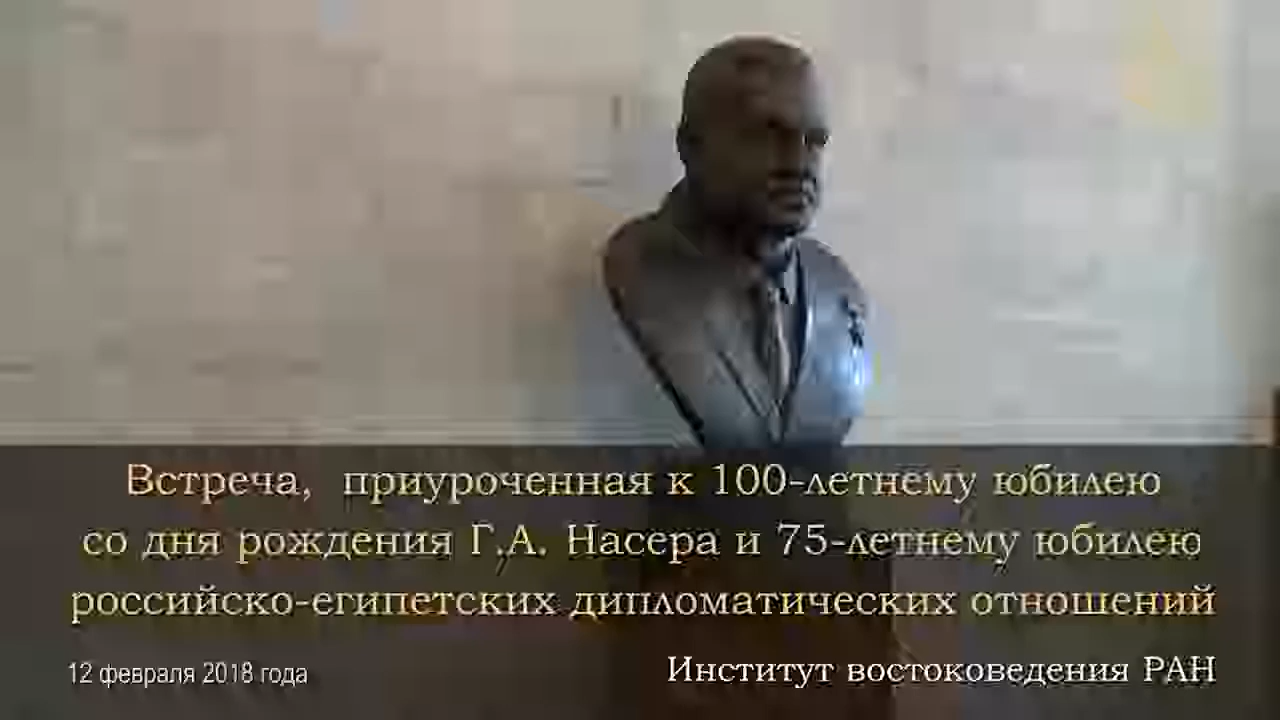 Встреча, приуроченная к 100-летнему юбилею
со дня рождения Г.А. Насера и 75-летнему юбилею
российско-египетских дипломатических отношений
12 февраля 2018 года
Институт востоковедения РАН